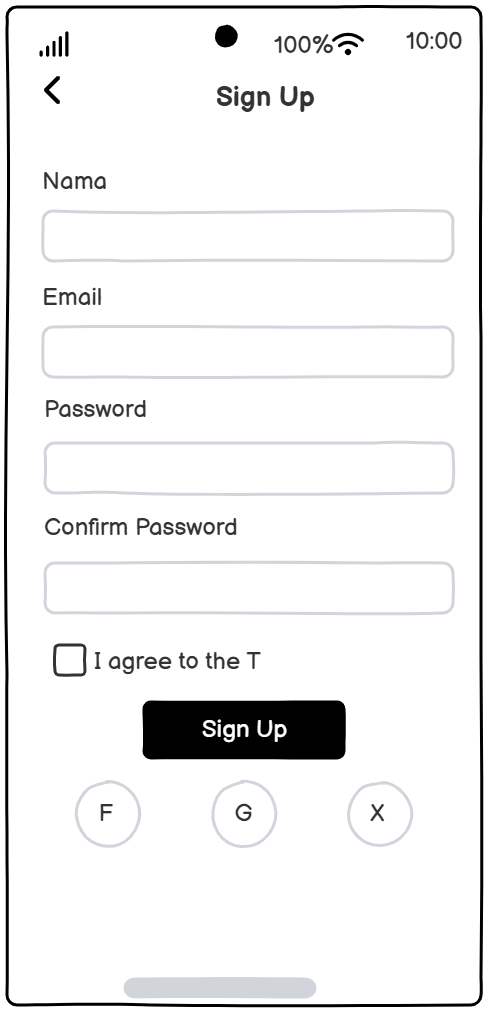 100% 10:00
Sign Up
Nama
Email
Password
Confirm Password
I agree to the T
Sign Up
F G X